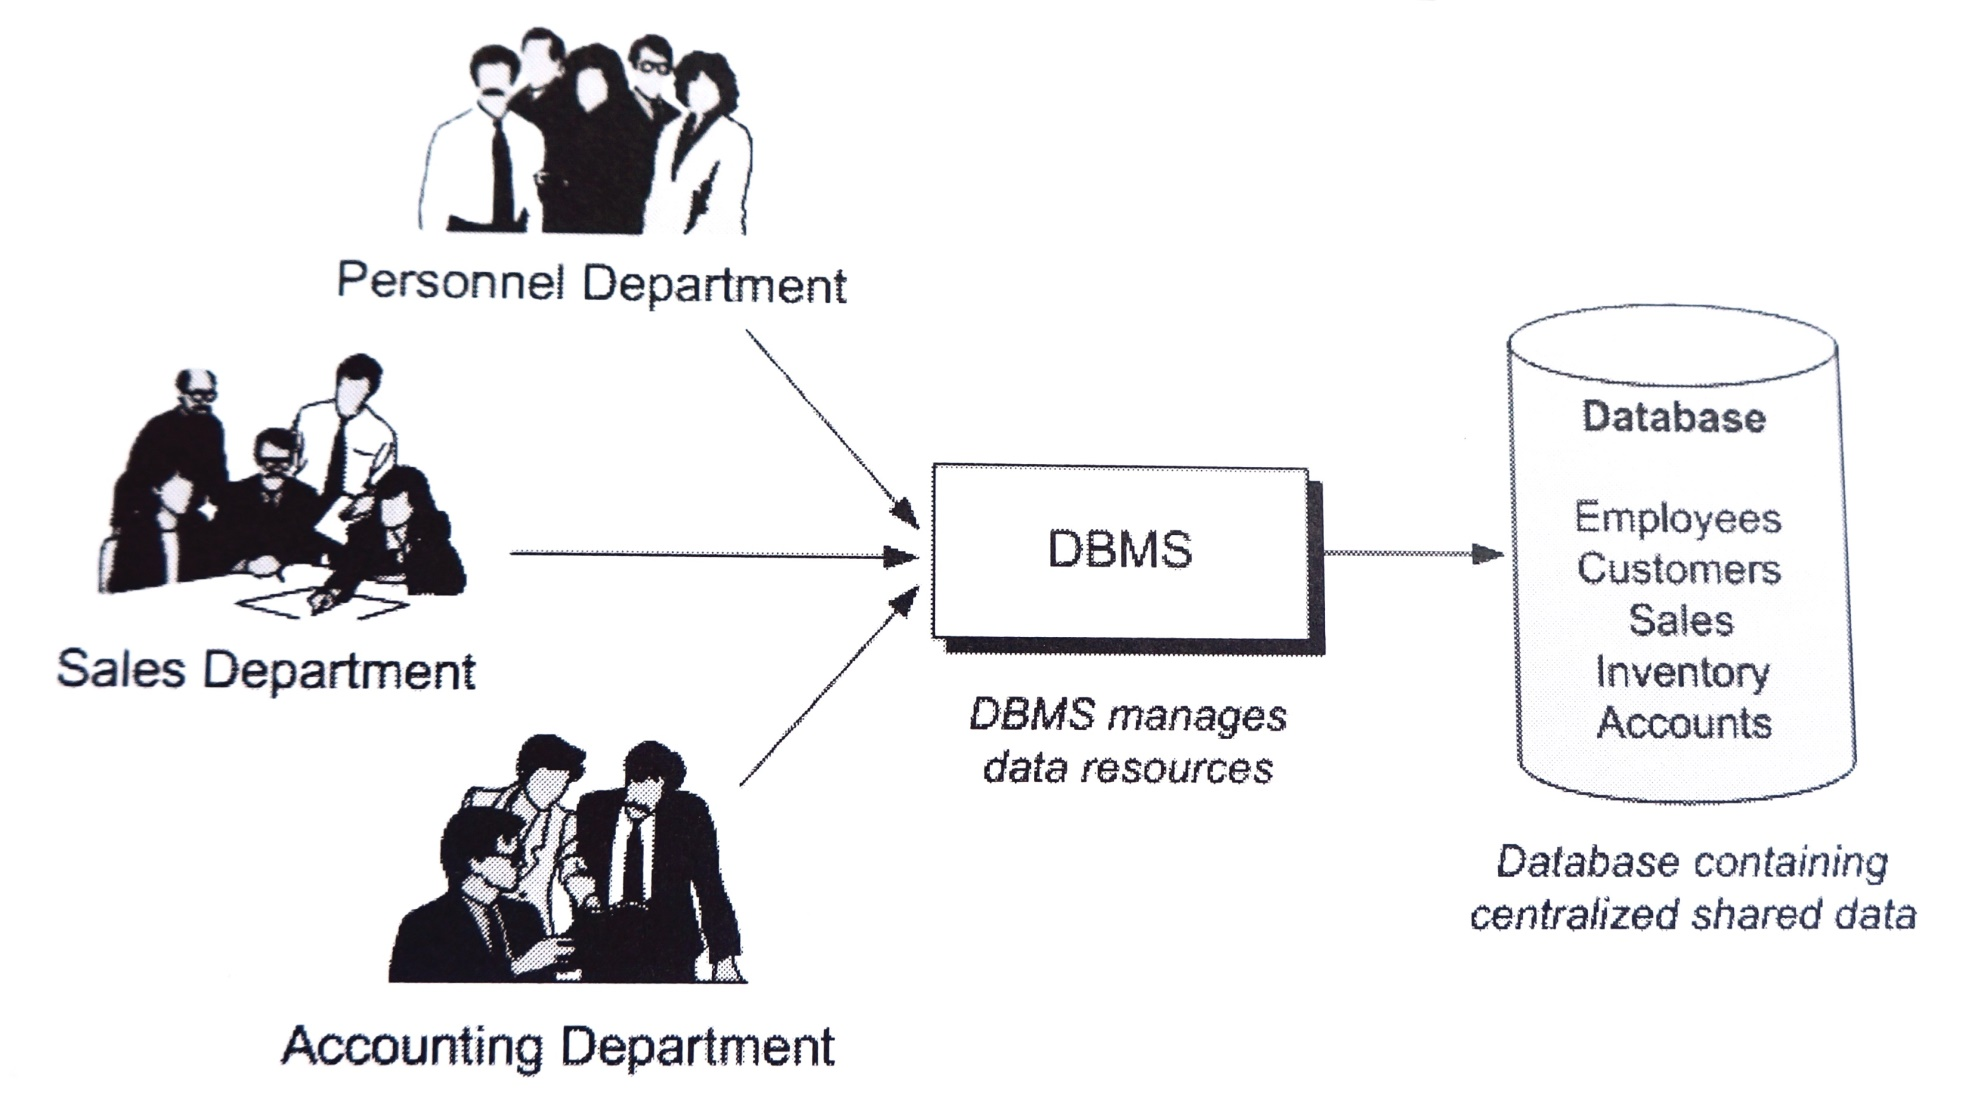 Personnel Department
Sales Department
Accounting Department
DBMS
DBMS manages
data resources
Database
Employees
Customers
Sales
Inventory
Accounts
Database containing
centralized shared data